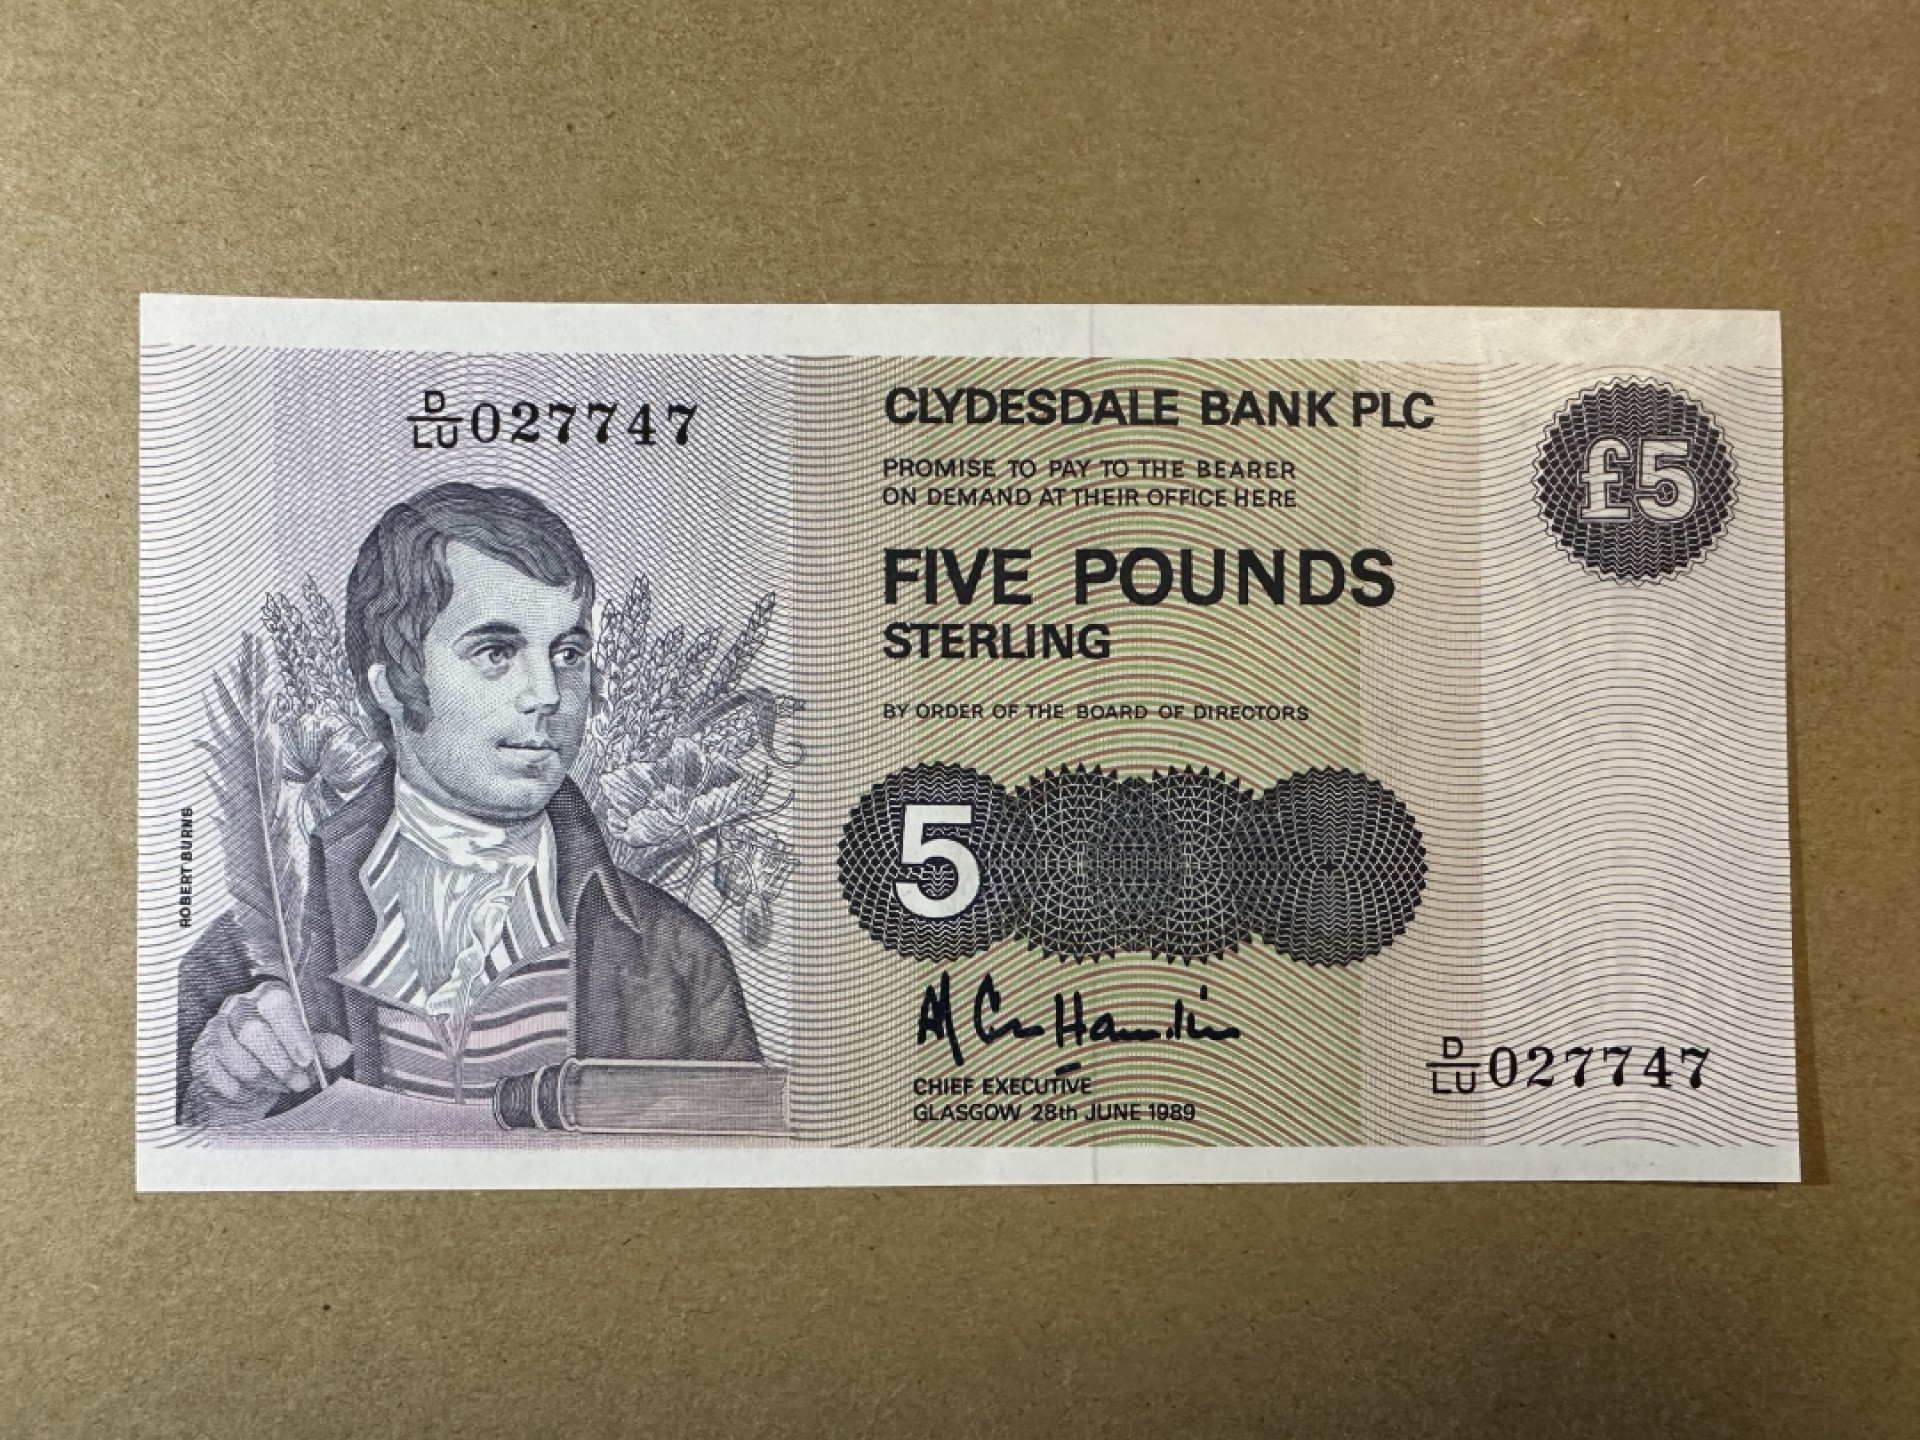 D/LU 027747
CLYDESDALE BANK PLC
£5
PROMISE TO PAY TO THE BEARER
ON DEMAND AT THEIR OFFICE HERE
FIVE POUNDS
STERLING
BY ORDER OF THE BOARD OF DIRECTORS
ROBERT BURNS
5
CHIEF EXECUTIVE
GLASGOW 28th JUNE 1989
D/LU 027747